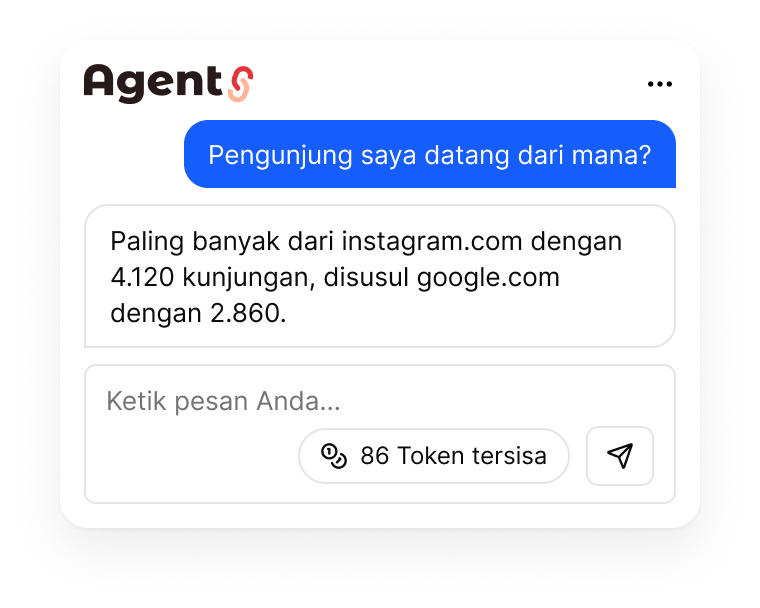 Agent
Pengunjung saya datang dari mana?
Paling banyak dari instagram.com dengan
4.120 kunjungan, disusul google.com
dengan 2.860.
Ketik pesan Anda...
86 Token tersisa